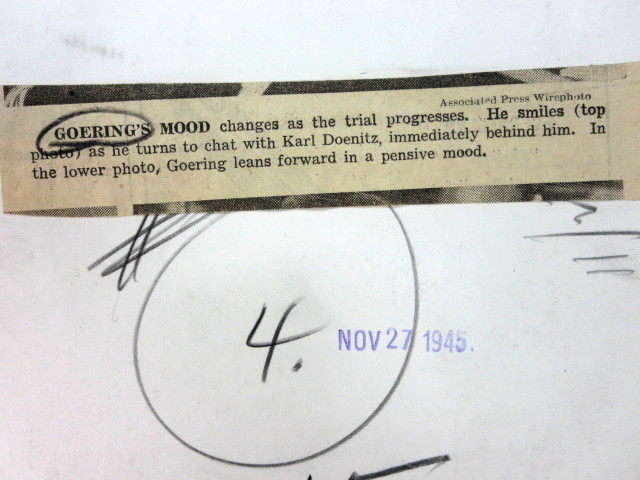 Associated Press Wirephoto
GOERING'S MOOD changes as the trial progresses. He smiles (top
photo) as he turns to chat with Karl Doenitz, immediately behind him. In
the lower photo, Goering leans forward in a pensive mood.
4.
NOV 27 1945.